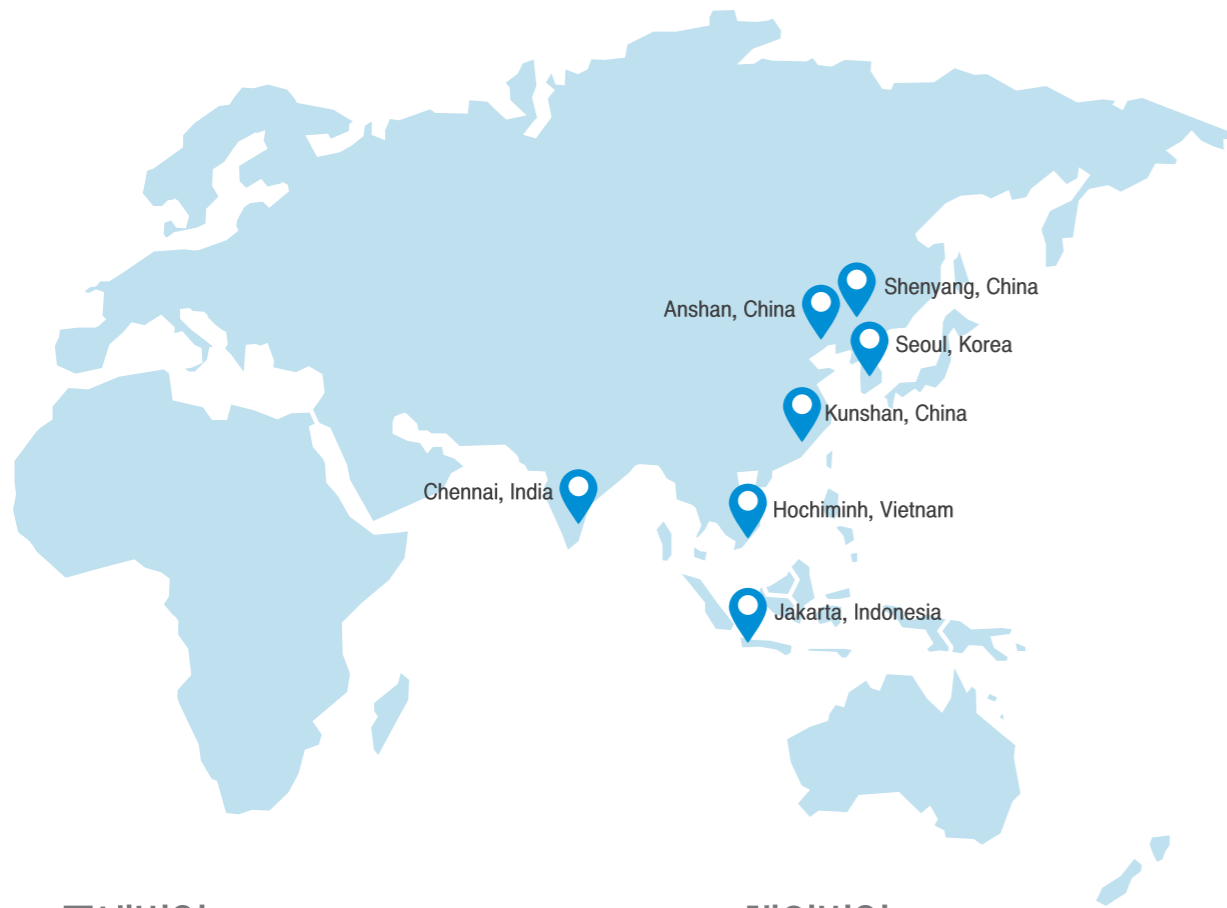 Shenyang, China
Anshan, China
Seoul, Korea
Kunshan, China
Chennai, India
Hochiminh, Vietnam
Jakarta, Indonesia